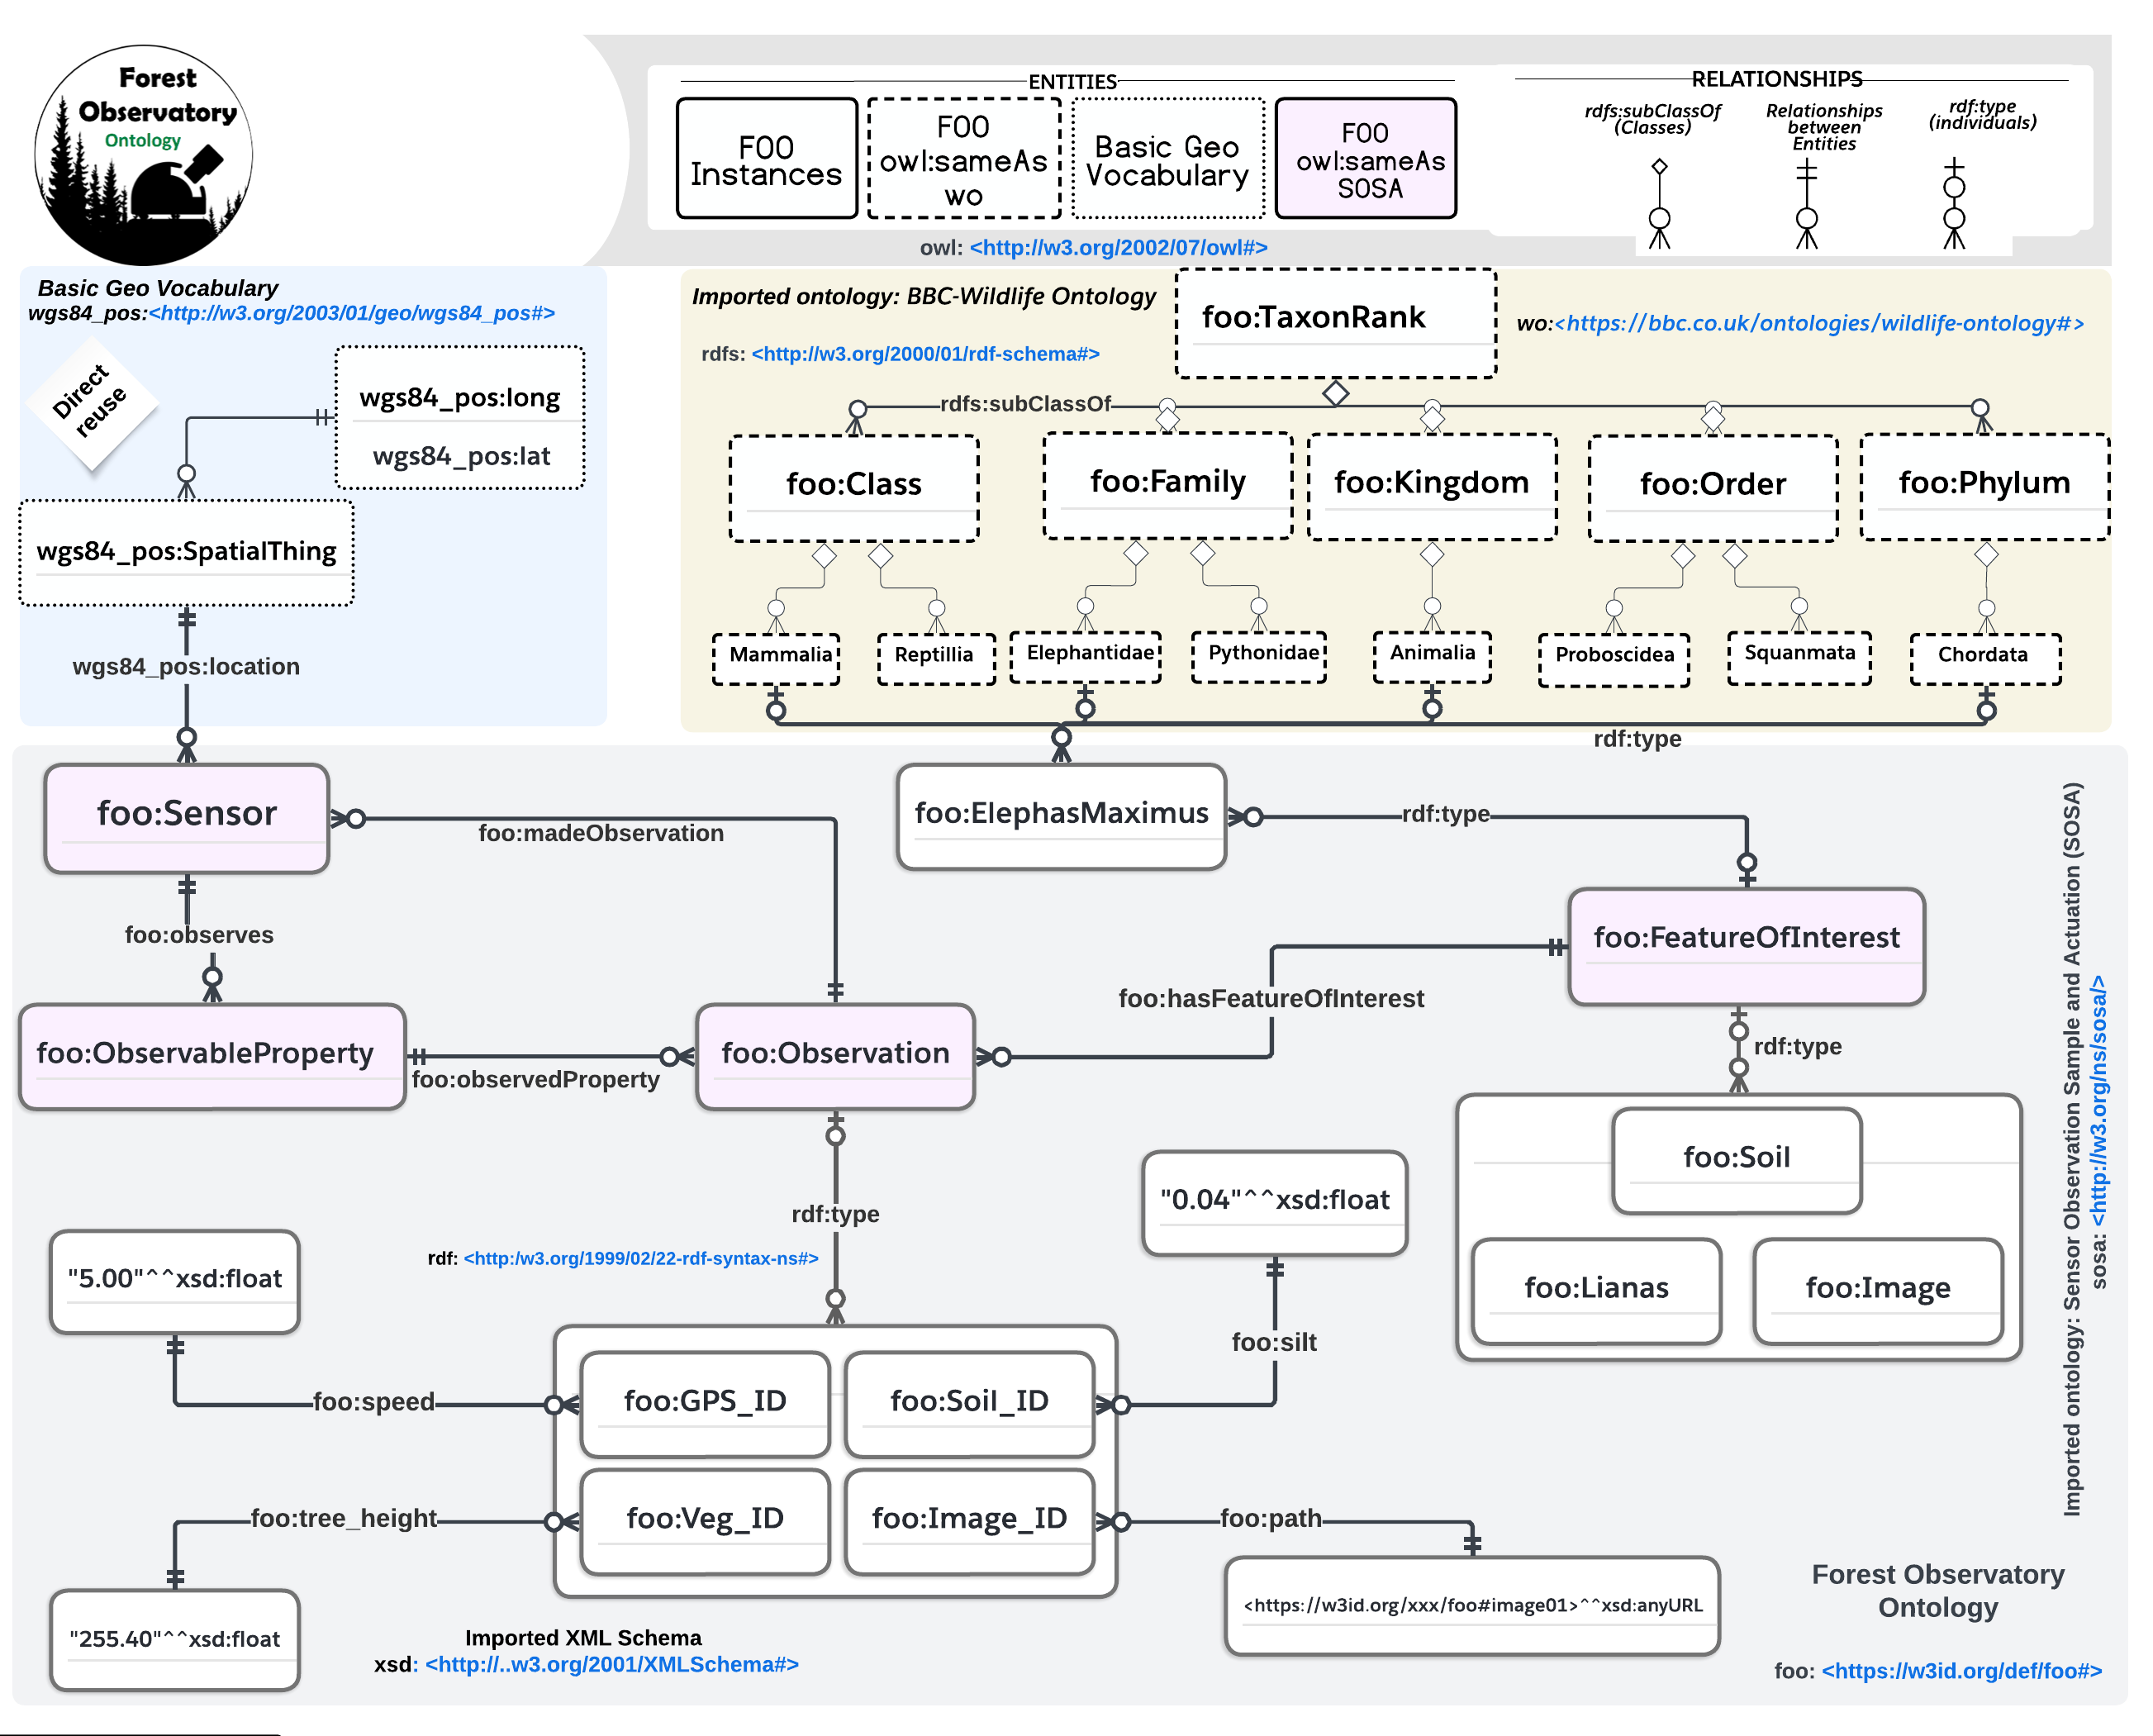 Forest
Observatory
Ontology
ENTITIES
FOO
Instances
FOO
owl:sameAs
wo
Basic Geo
Vocabulary
FOO
owl:sameAs
SOSA
RELATIONSHIPS
rdfs:subClassOf
(Classes)
Relationships
between
Entities
rdf:type
(individuals)
owl: <http://w3.org/2002/07/owl#>
Basic Geo Vocabulary
wgs84_pos:<http://w3.org/2003/01/geo/wgs84_pos#>
Direct
reuse
wgs84_pos:long
wgs84_pos:lat
wgs84_pos:SpatialThing
wgs84_pos:location
Imported ontology: BBC-Wildlife Ontology
foo:TaxonRank
wo:<https://bbc.co.uk/ontologies/wildlife-ontology#>
rdfs: <http://w3.org/2000/01/rdf-schema#>
rdfs:subClassOf
foo:Class
foo:Family
foo:Kingdom
foo:Order
foo:Phylum
Mammalia
Reptillia
Elephantidae
Pythonidae
Animalia
Proboscidea
Squanmata
Chordata
rdf:type
foo:Sensor
foo:madeObservation
foo:ElephasMaximus
rdf:type
foo:observes
foo:FeatureOfInterest
foo:hasFeatureOfInterest
foo:ObservableProperty
foo:observedProperty
foo:Observation
rdf:type
foo:Soil
foo:Lianas
foo:Image
rdf:type
rdf: <http:/w3.org/1999/02/22-rdf-syntax-ns#>
"0.04"^^xsd:float
"5.00"^^xsd:float
foo:silt
foo:speed
foo:GPS_ID
foo:Soil_ID
foo:tree_height
foo:Veg_ID
foo:Image_ID
foo:path
"255.40"^^xsd:float
<https://w3id.org/xxx/foo#image01>^^xsd:anyURL
Imported XML Schema
xsd: <http://..w3.org/2001/XMLSchema#>
Imported ontology: Sensor Observation Sample and Actuation (SOSA)
sosa: <http://w3.org/ns/sosa/>
Forest Observatory
Ontology
foo: <https://w3id.org/def/foo#>